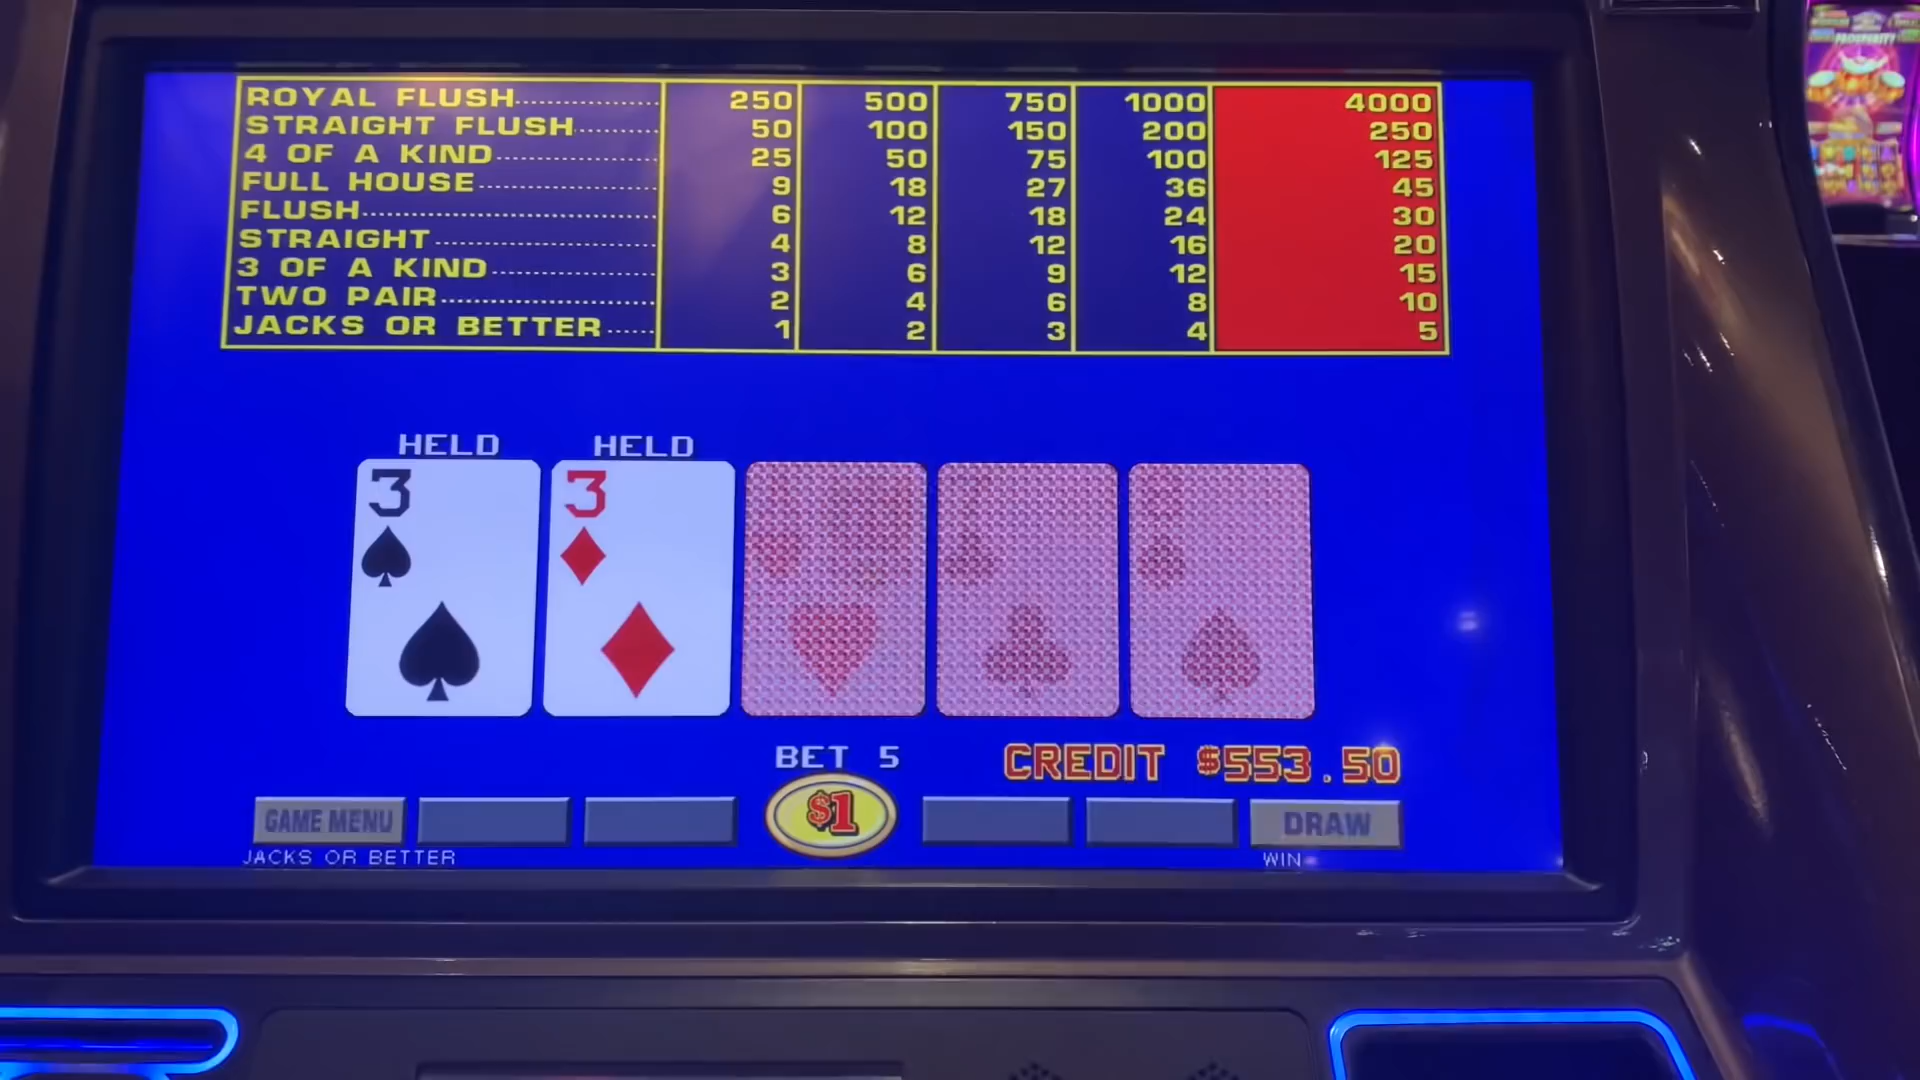 ROYAL FLUSH 250 500 750 1000 4000
STRAIGHT FLUSH 50 100 150 200 250
4 OF A KIND 25 50 75 100 125
FULL HOUSE 9 18 27 36 45
FLUSH 6 12 18 24 30
STRAIGHT 4 8 12 16 20
3 OF A KIND 3 6 9 12 15
TWO PAIR 2 4 6 8 10
JACKS OR BETTER 1 2 3 4 5
HELD HELD
3 3
BET 5 CREDIT $553.50
GAME MENU $1 DRAW
JACKS OR BETTER WIN
PROSPERITY